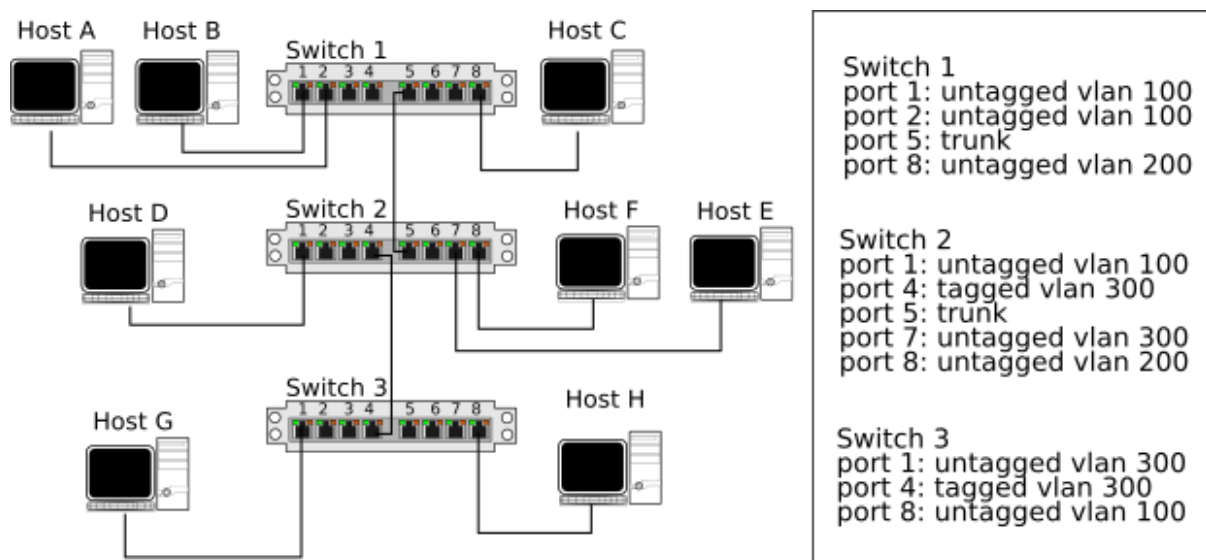 Host A
Host B
Switch 1
Host C
1 2 3 4 5 6 7 8
Host D
Switch 2
Host F
Host E
1 2 3 4 5 6 7 8
Switch 3
Host G
Host H
1 2 3 4 5 6 7 8
Switch 1
port 1: untagged vlan 100
port 2: untagged vlan 100
port 5: trunk
port 8: untagged vlan 200
Switch 2
port 1: untagged vlan 100
port 4: tagged vlan 300
port 5: trunk
port 7: untagged vlan 300
port 8: untagged vlan 200
Switch 3
port 1: untagged vlan 300
port 4: tagged vlan 300
port 8: untagged vlan 100